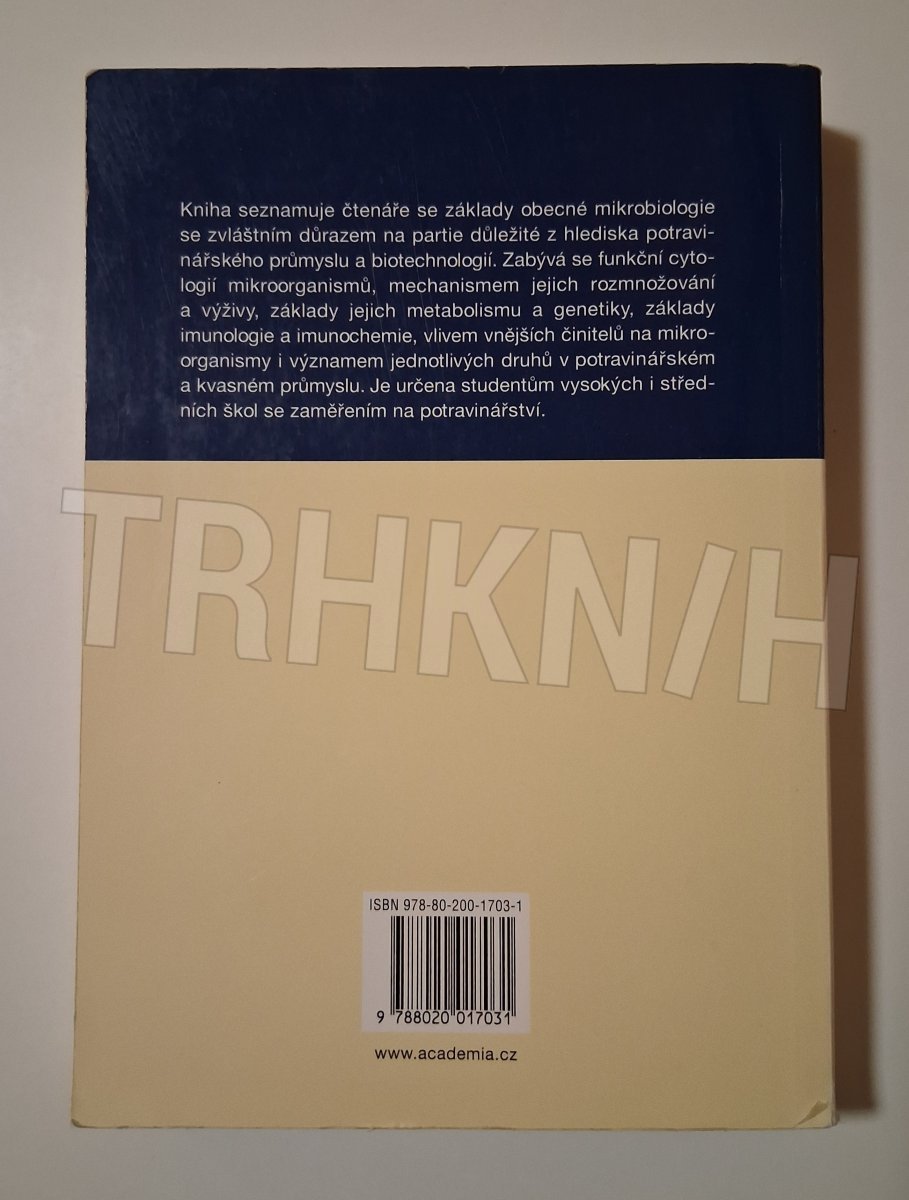 Kniha seznamuje čtenáře se základy obecné mikrobiologie
se zvláštním důrazem na partie důležité z hlediska potravi-
nářského průmyslu a biotechnologií. Zabývá se funkční cyto-
logií mikroorganismů, mechanismem jejich rozmnožování
a výživy, základy jejich metabolismu a genetiky, základy
imunologie a imunochemie, vlivem vnějších činitelů na mikro-
organismy i významem jednotlivých druhů v potravinářském
a kvasném průmyslu. Je určena studentům vysokých i střed-
ních škol se zaměřením na potravinářství.
TRHKN/H
ISBN 978-80-200-1703-1
9 788020 017031
www.academia.cz